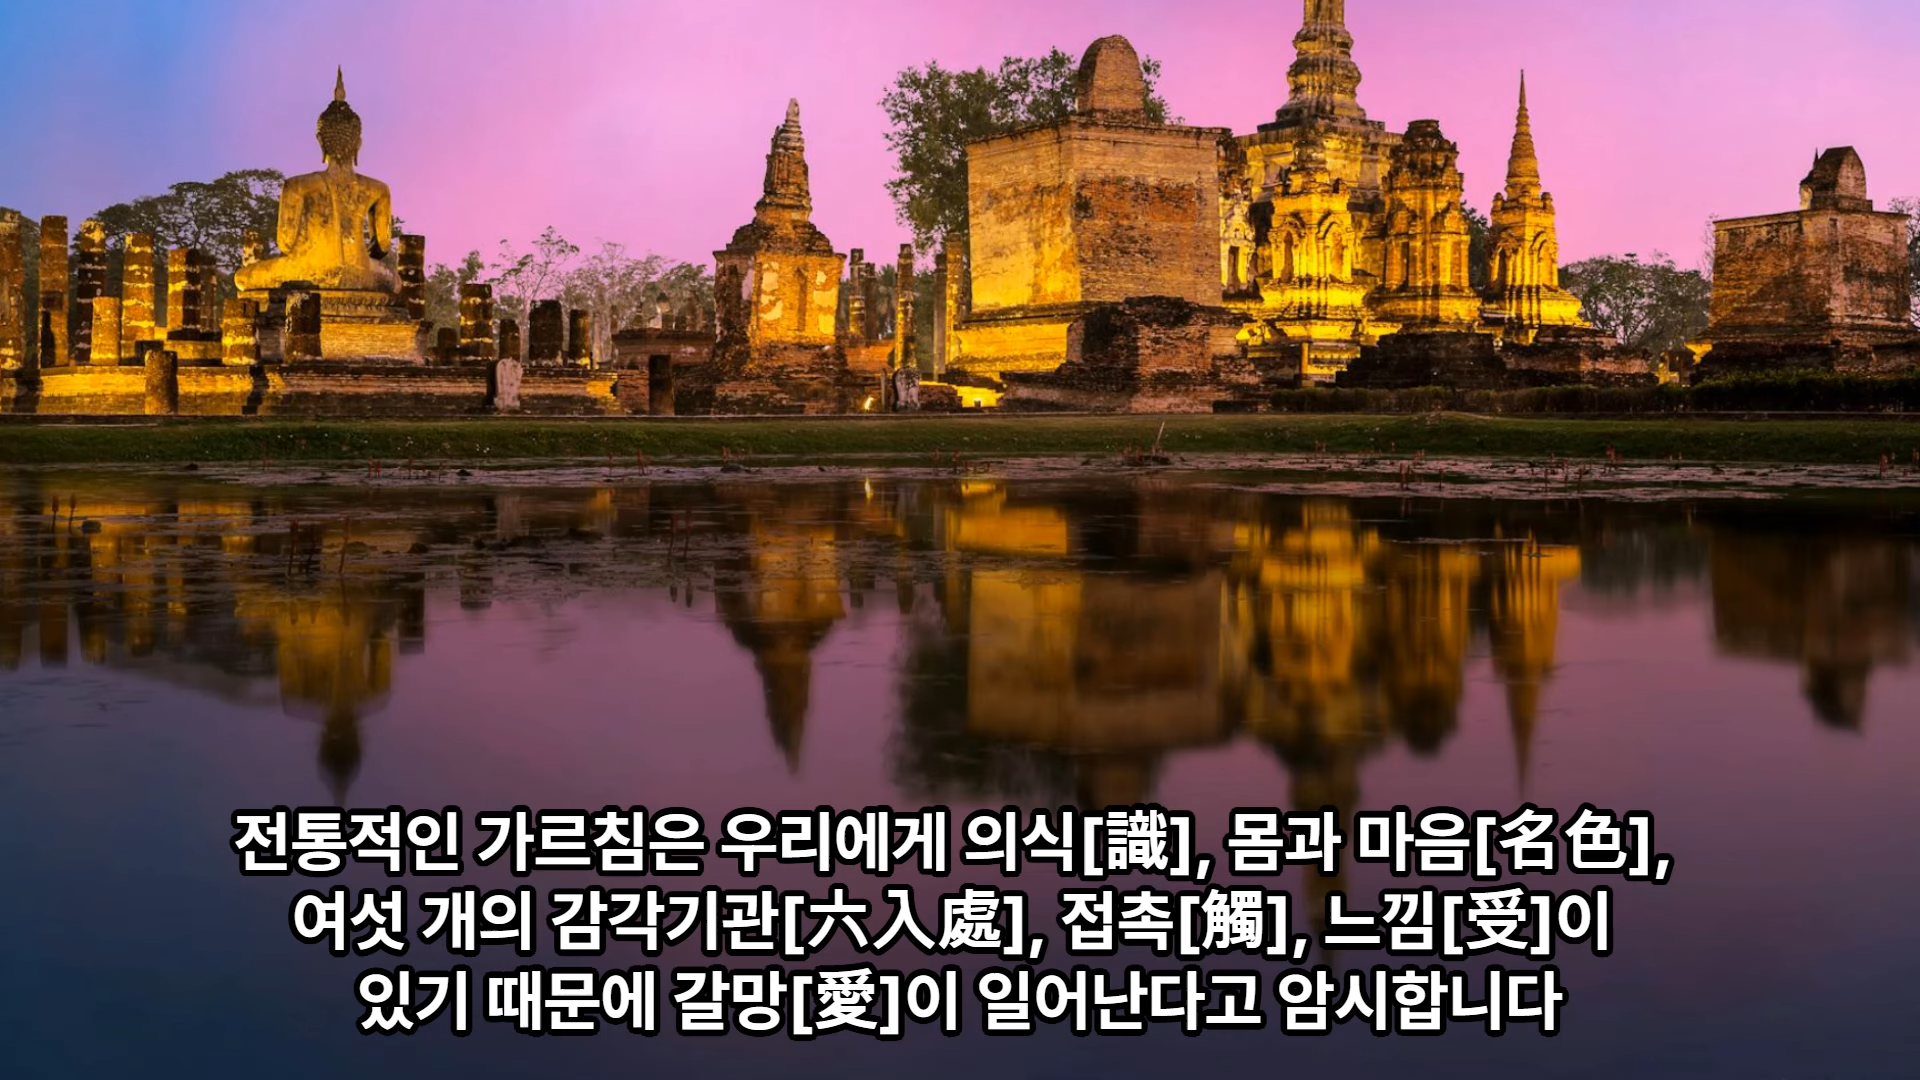 전통적인 가르침은 우리에게 의식[識], 몸과 마음[名色],
여섯 개의 감각기관[六入處], 접촉[觸], 느낌[受]이
있기 때문에 갈망[愛]이 일어난다고 암시합니다